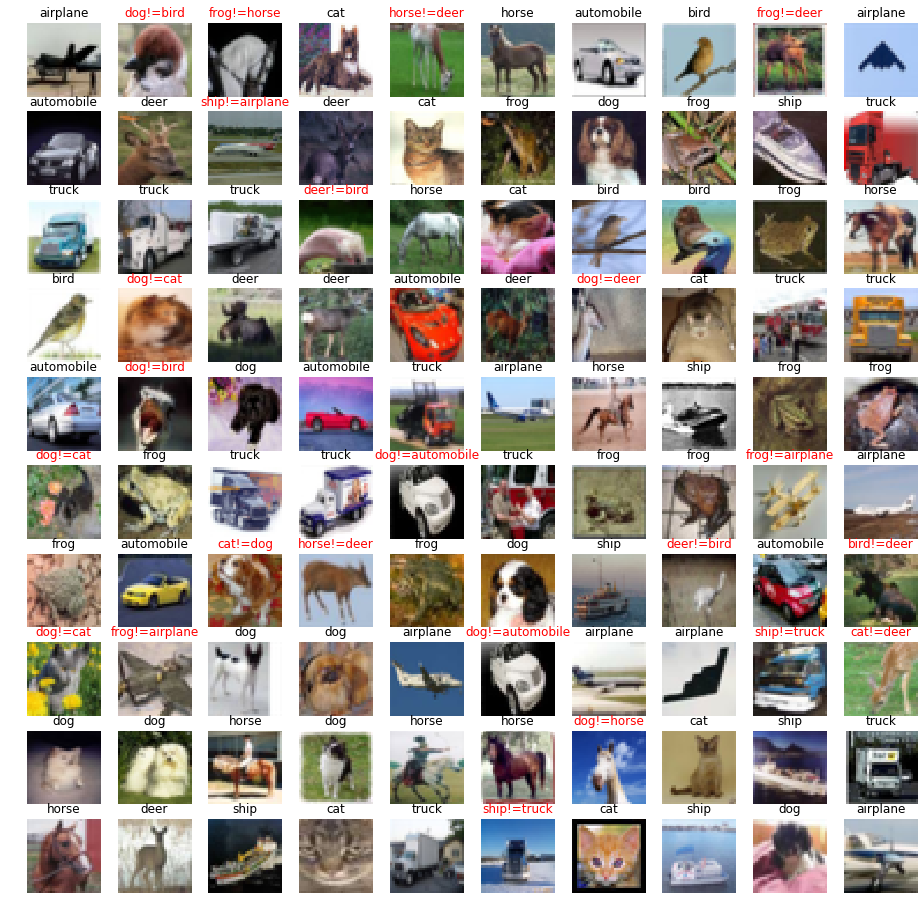 airplane dog!=bird frog!=horse cat horse!=deer horse automobile bird frog!=deer airplane
automobile deer ship!=airplane deer cat frog dog frog ship truck
truck truck truck deer!=bird horse cat bird bird frog horse
bird dog!=cat deer deer automobile deer dog!=deer cat truck truck
automobile dog!=bird dog automobile truck airplane horse ship frog frog
dog!=cat frog truck truck dog!=automobile truck frog frog frog!=airplane airplane
frog automobile cat!=dog horse!=deer frog dog ship deer!=bird automobile bird!=deer
dog!=cat frog!=airplane dog dog airplane dog!=automobile airplane airplane ship!=truck cat!=deer
dog dog horse dog horse horse dog!=horse cat ship truck
horse deer ship cat truck ship!=truck cat ship dog airplane